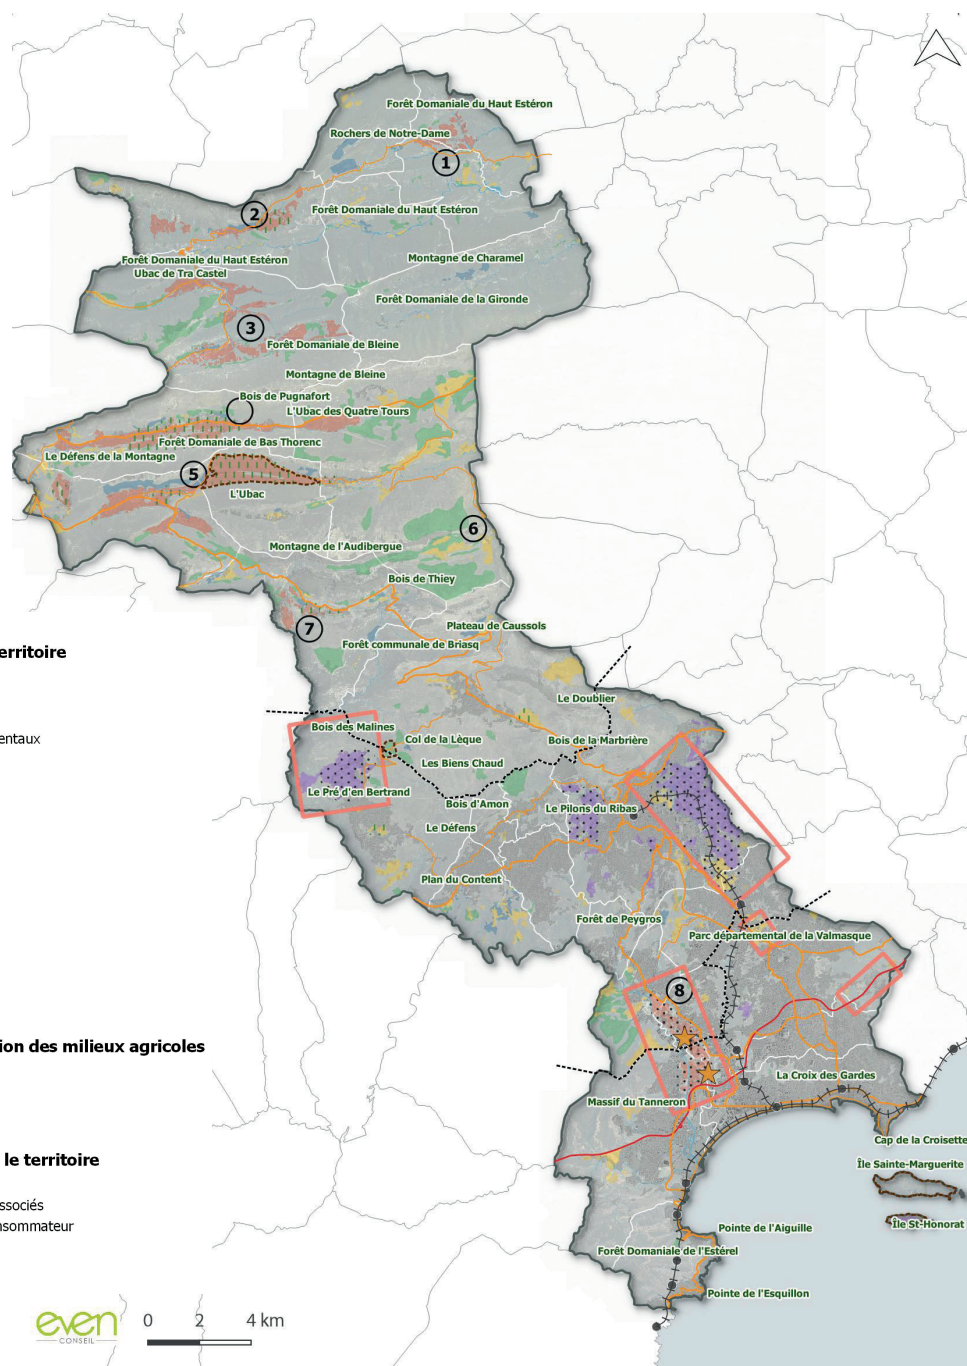 Forêt Domaniale du Haut Estéron
Rochers de Notre-Dame
1
2
Forêt Domaniale du Haut Estéron
Forêt Domaniale du Haut Estéron
Montagne de Charamel
Ubac de Tra Castel
Forêt Domaniale de la Gironde
3
Forêt Domaniale de Bleine
Montagne de Bleine
Bois de Pugnafort
L'Ubac des Quatre Tours
Forêt Domaniale de Bas Thorenc
Le Défens de la Montagne
5
L'Ubac
6
Montagne de l'Audibergue
Bois de Thiey
7
Plateau de Caussols
Forêt communale de Briasq
erritoire
Le Doublier
Bois des Malines
entaux
Col de la Lèque
Bois de la Marbrière
Les Biens Chaud
Le Pré d'en Bertrand
Bois d'Amon
Le Pilons du Ribas
Le Défens
Plan du Content
Forêt de Peygros
Parc départemental de la Valmasque
8
ion des milieux agricoles
La Croix des Gardes
Massif du Tanneron
Cap de la Croisette
le territoire
Île Sainte-Marguerite
ssociés
nsommateur
Île St-Honorat
Pointe de l'Aiguille
Forêt Domaniale de l'Estérel
Pointe de l'Esquillon
even
CONSEIL
0 2 4 km